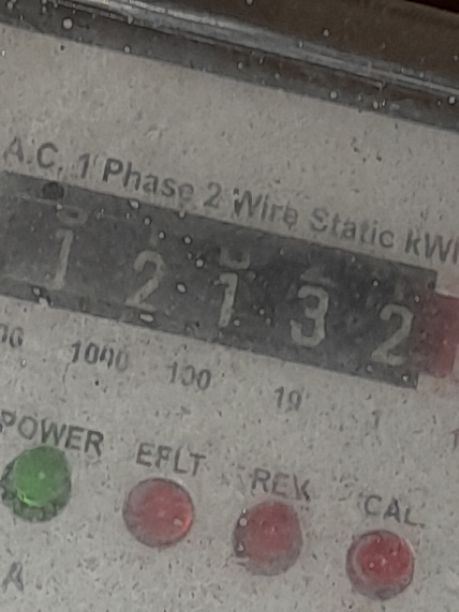 A.C. 1 Phase 2 Wire Static kW
1 2 1 3 2
1000 100 10 1
POWER EFLT REV CAL.
A